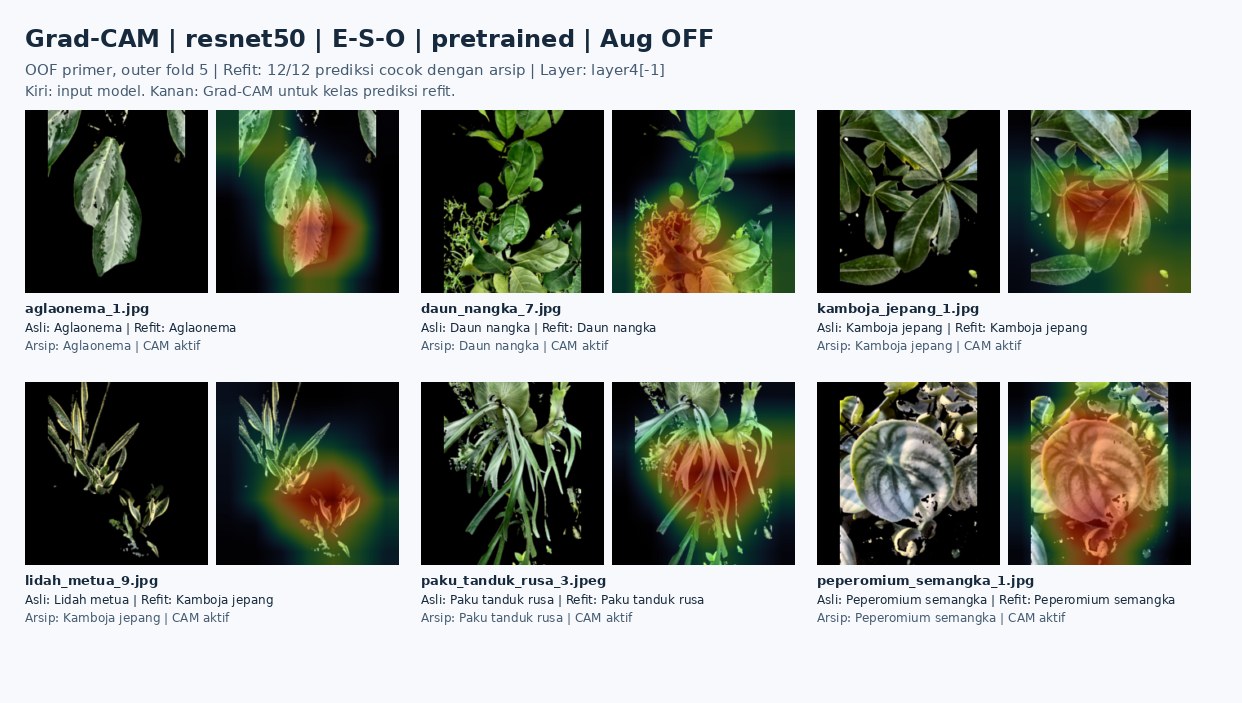 Grad-CAM | resnet50 | E-S-O | pretrained | Aug OFF
OOF primer, outer fold 5 | Refit: 12/12 prediksi cocok dengan arsip | Layer: layer4[-1]
Kiri: input model. Kanan: Grad-CAM untuk kelas prediksi refit.
aglaonema_1.jpg
Asli: Aglaonema | Refit: Aglaonema
Arsip: Aglaonema | CAM aktif
daun_nangka_7.jpg
Asli: Daun nangka | Refit: Daun nangka
Arsip: Daun nangka | CAM aktif
kamboja_jepang_1.jpg
Asli: Kamboja jepang | Refit: Kamboja jepang
Arsip: Kamboja jepang | CAM aktif
lidah_metua_9.jpg
Asli: Lidah metua | Refit: Kamboja jepang
Arsip: Kamboja jepang | CAM aktif
paku_tanduk_rusa_3.jpeg
Asli: Paku tanduk rusa | Refit: Paku tanduk rusa
Arsip: Paku tanduk rusa | CAM aktif
peperomium_semangka_1.jpg
Asli: Peperomium semangka | Refit: Peperomium semangka
Arsip: Peperomium semangka | CAM aktif